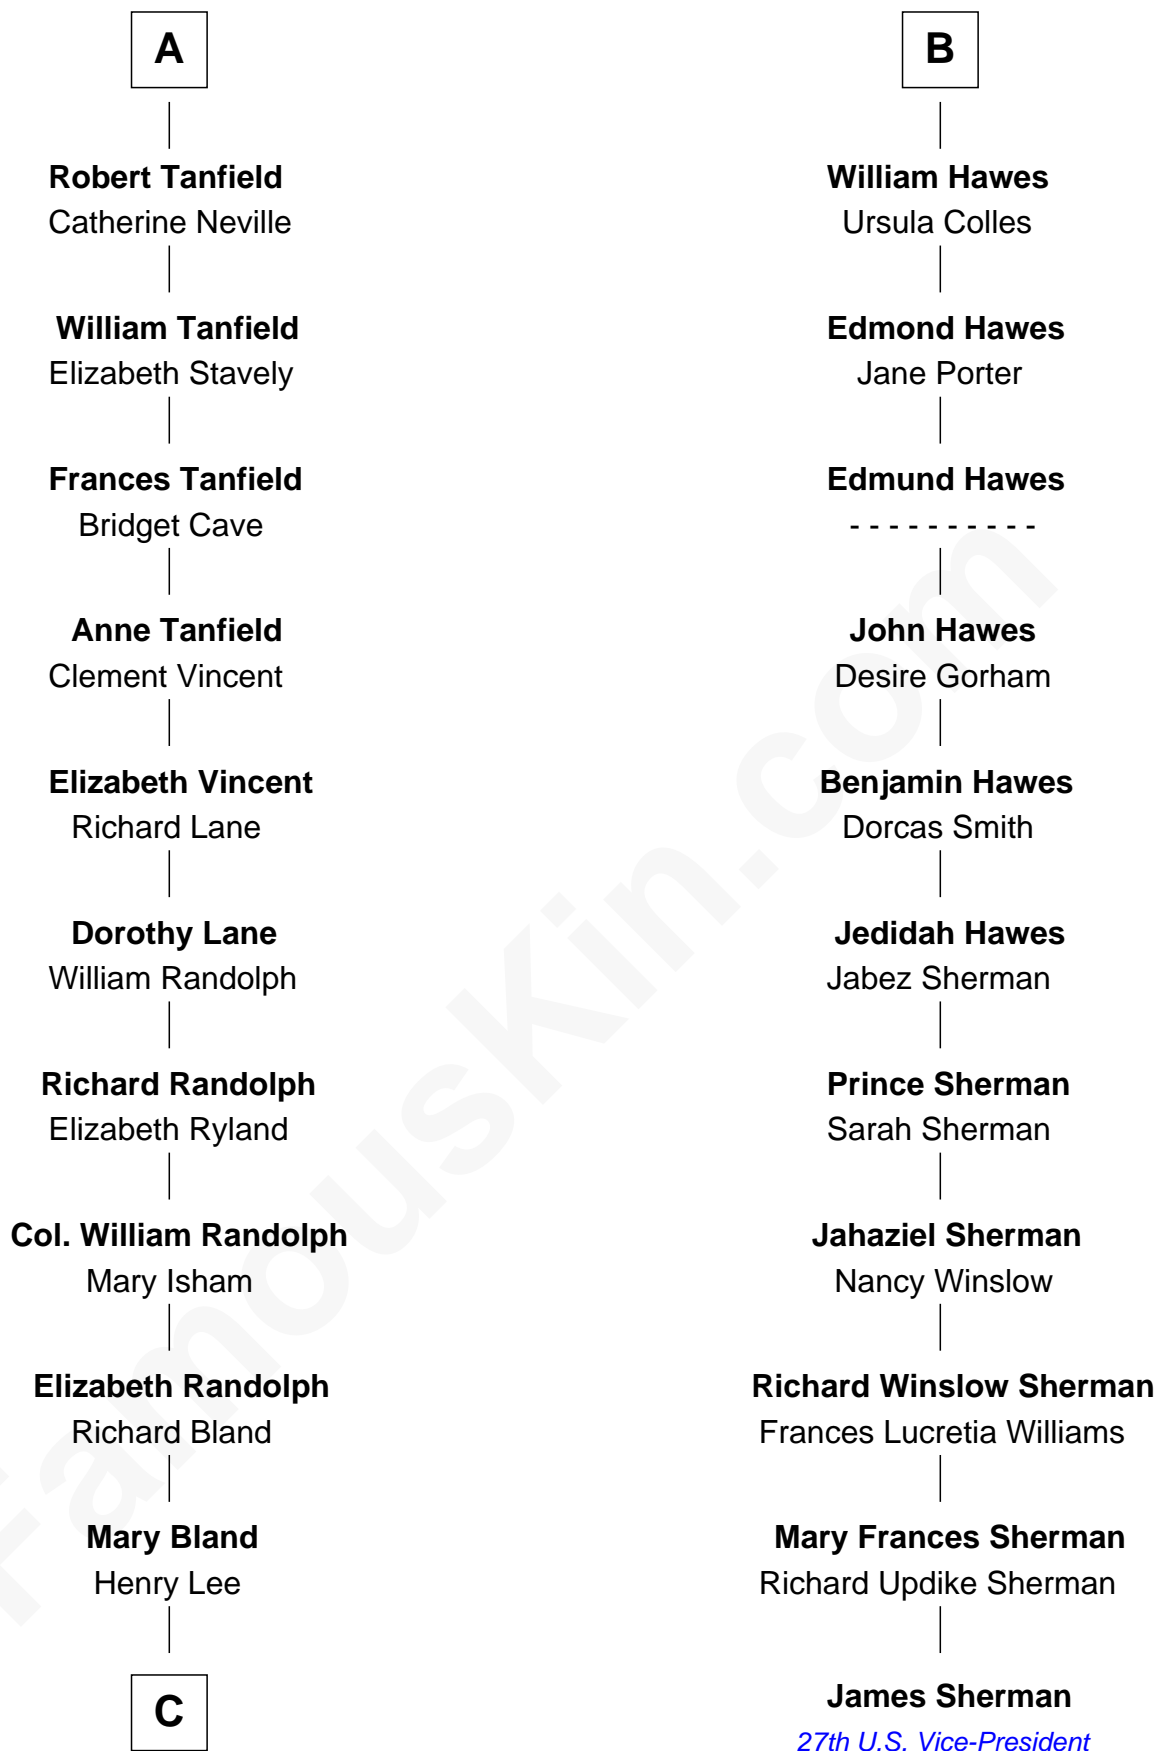 A
Robert Tanfield
Catherine Neville
William Tanfield
Elizabeth Stavely
Frances Tanfield
Bridget Cave
Anne Tanfield
Clement Vincent
Elizabeth Vincent
Richard Lane
Dorothy Lane
William Randolph
Richard Randolph
Elizabeth Ryland
Col. William Randolph
Mary Isham
Elizabeth Randolph
Richard Bland
Mary Bland
Henry Lee
C
B
William Hawes
Ursula Colles
Edmond Hawes
Jane Porter
Edmund Hawes
- - - - - - - - - -
John Hawes
Desire Gorham
Benjamin Hawes
Dorcas Smith
Jedidah Hawes
Jabez Sherman
Prince Sherman
Sarah Sherman
Jahaziel Sherman
Nancy Winslow
Richard Winslow Sherman
Frances Lucretia Williams
Mary Frances Sherman
Richard Updike Sherman
James Sherman
27th U.S. Vice-President
FamousKin.com